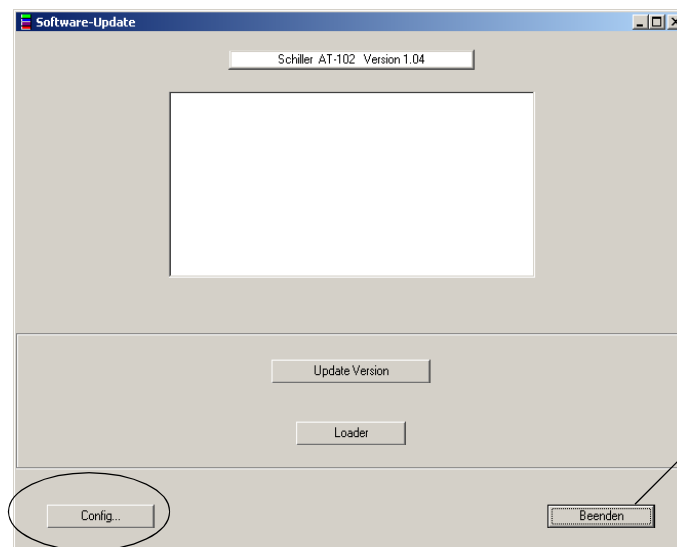 Software-Update
Schiller AT-102 Version 1.04
Update Version
Loader
Config...
Beenden